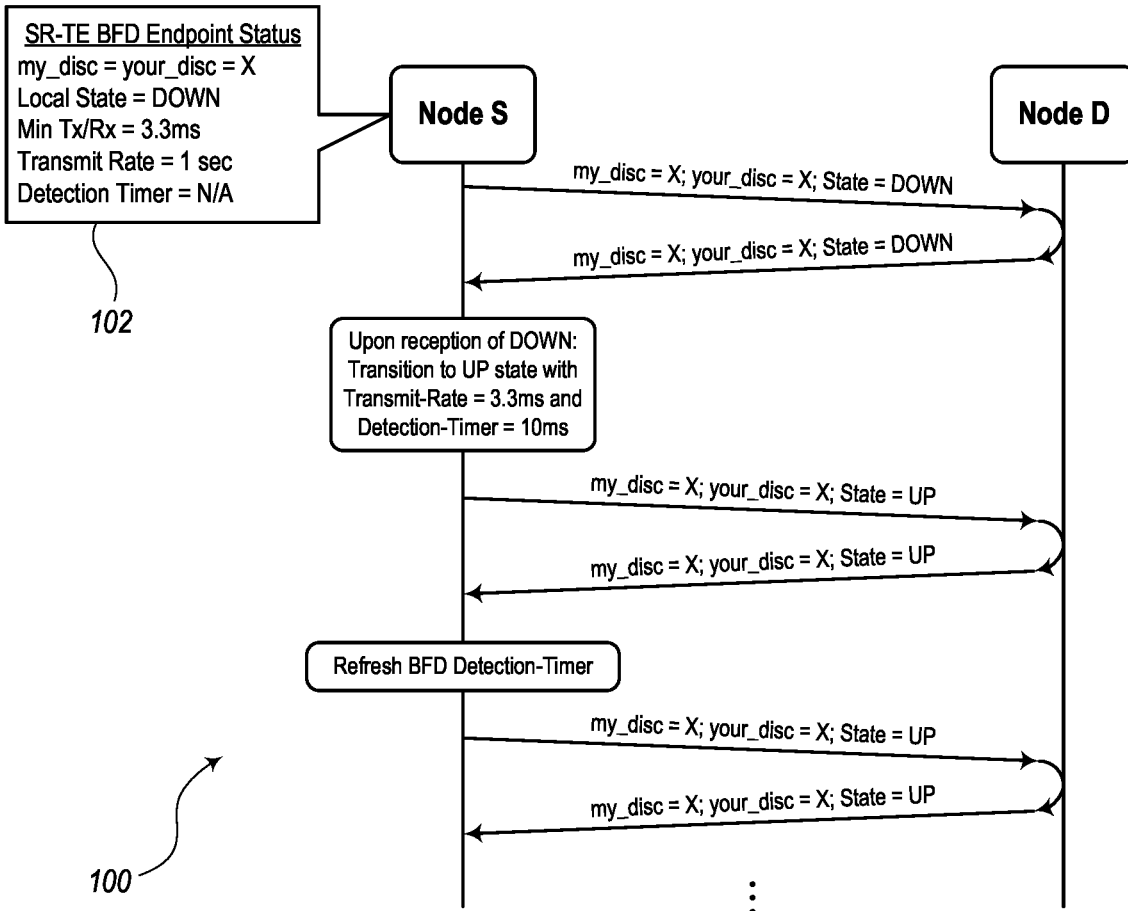 SR-TE BFD Endpoint Status
my_disc = your_disc = X
Local State = DOWN
Min Tx/Rx = 3.3ms
Transmit Rate = 1 sec
Detection Timer = N/A
102
Node S
Node D
my_disc = X; your_disc = X; State = DOWN
my_disc = X; your_disc = X; State = DOWN
Upon reception of DOWN:
Transition to UP state with
Transmit-Rate = 3.3ms and
Detection-Timer = 10ms
my_disc = X; your_disc = X; State = UP
my_disc = X; your_disc = X; State = UP
Refresh BFD Detection-Timer
my_disc = X; your_disc = X; State = UP
my_disc = X; your_disc = X; State = UP
100